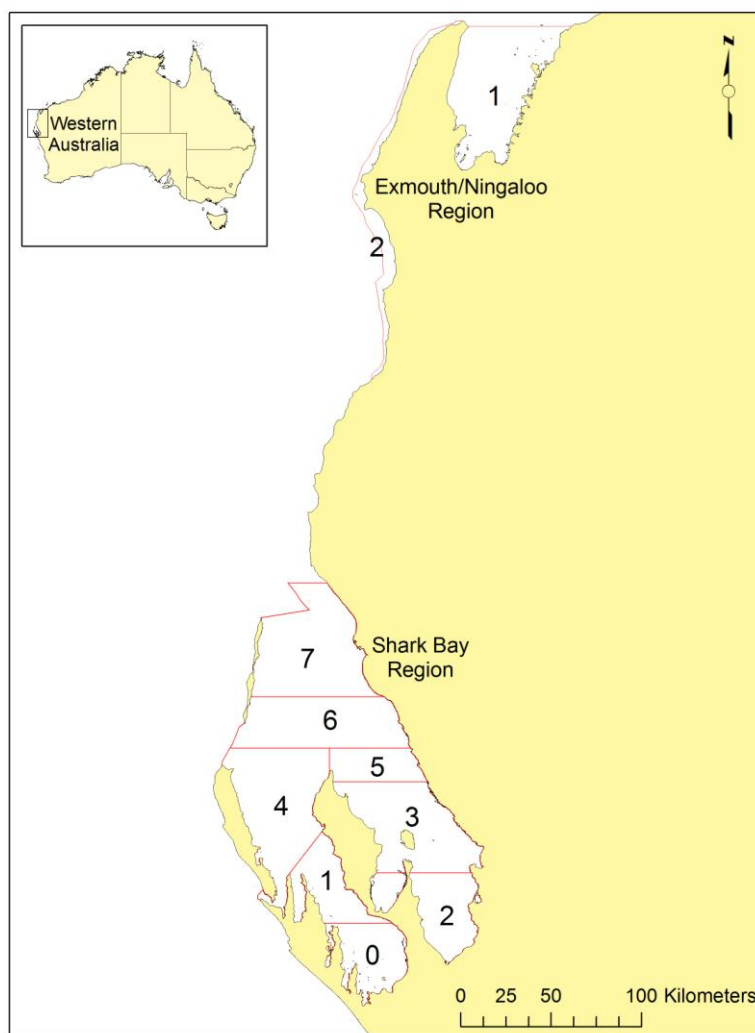 Western
Australia
z
1
Exmouth/Ningaloo
Region
2
Shark Bay
Region
7
6
5
4
3
1
2
0
0 25 50 100 Kilometers